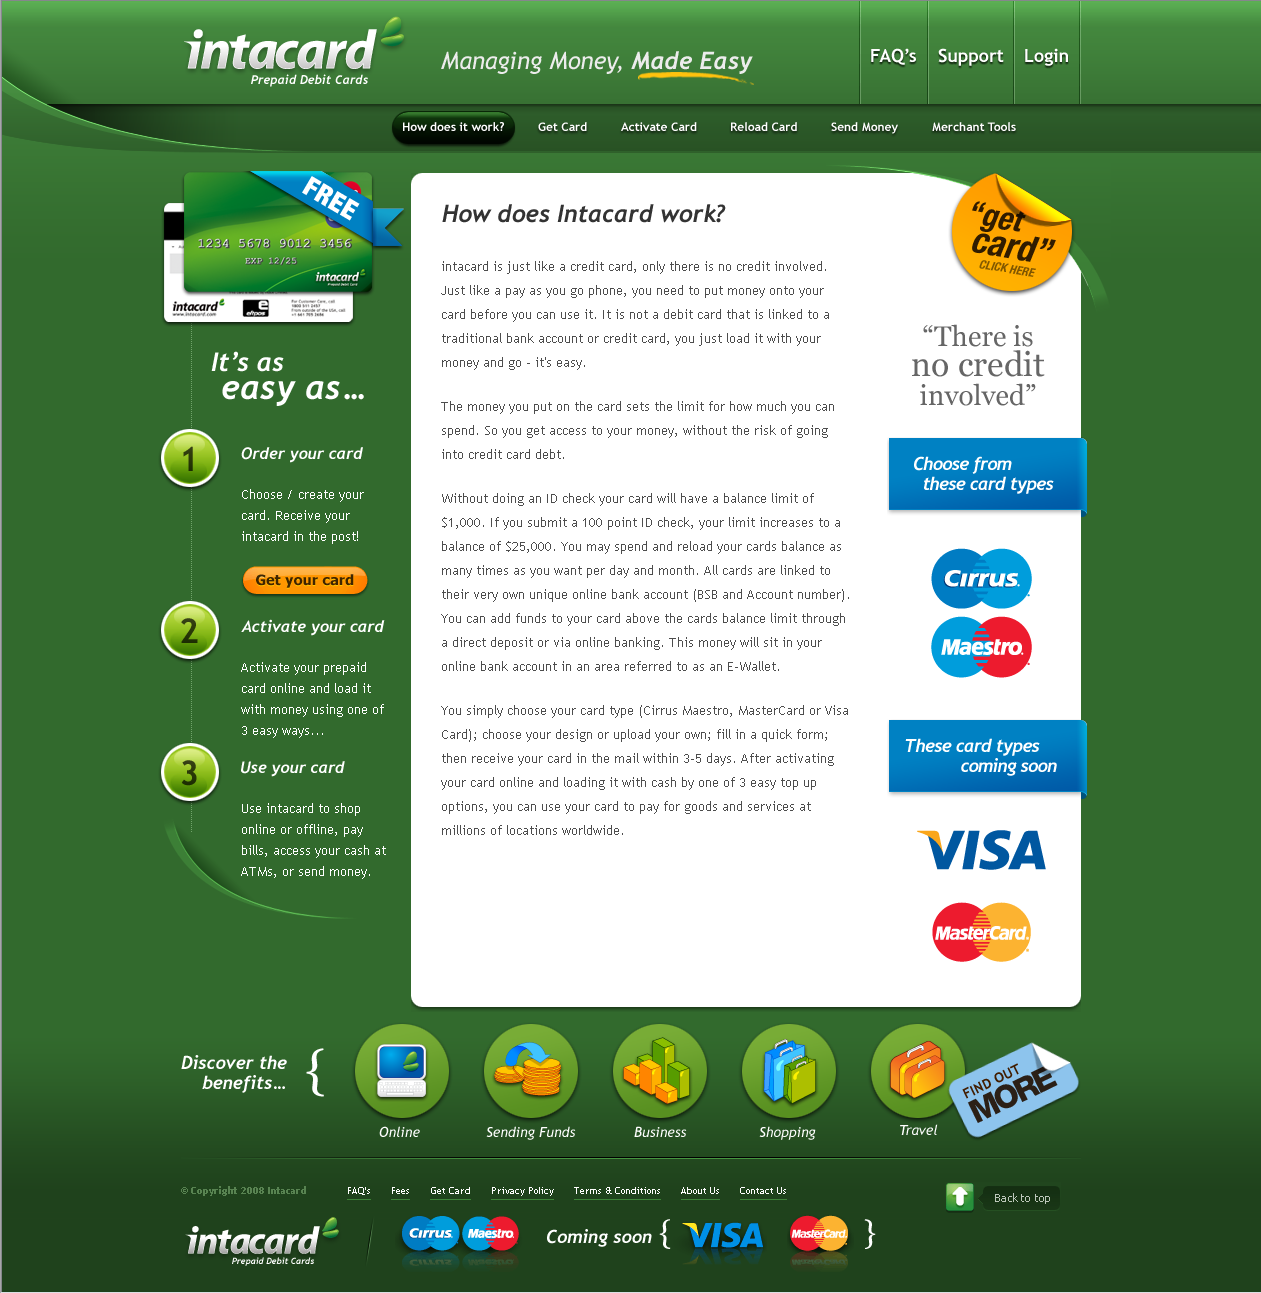 intacard
Prepaid Debit Cards
Managing Money, Made Easy
FAQ's
Support
Login
How does it work?
Get Card
Activate Card
Reload Card
Send Money
Merchant Tools
FREE
1234 5678 9012 3456
EXP 12/25
intacard
Prepaid Debit Card
intacard
www.intacard.com
eftpos
For Customer Care, call
From outside of the USA, call
It's as
easy as...
1
Order your card
Choose / create your
card. Receive your
intacard in the post!
Get your card
2
Activate your card
Activate your prepaid
card online and load it
with money using one of
3 easy ways...
3
Use your card
Use intacard to shop
online or offline, pay
bills, access your cash at
ATMs, or send money.
How does Intacard work?
intacard is just like a credit card, only there is no credit involved.
Just like a pay as you go phone, you need to put money onto your
card before you can use it. It is not a debit card that is linked to a
traditional bank account or credit card, you just load it with your
money and go - it's easy.
The money you put on the card sets the limit for how much you can
spend. So you get access to your money, without the risk of going
into credit card debt.
Without doing an ID check your card will have a balance limit of
$1,000. If you submit a 100 point ID check, your limit increases to a
balance of $25,000. You may spend and reload your cards balance as
many times as you want per day and month. All cards are linked to
their very own unique online bank account (BSB and Account number).
You can add funds to your card above the cards balance limit through
a direct deposit or via online banking. This money will sit in your
online bank account in an area referred to as an E-Wallet.
You simply choose your card type (Cirrus Maestro, MasterCard or Visa
Card); choose your design or upload your own; fill in a quick form;
then receive your card in the mail within 3-5 days. After activating
your card online and loading it with cash by one of 3 easy top up
options, you can use your card to pay for goods and services at
millions of locations worldwide.
"get
Card"
CLICK HERE
"There is
no credit
involved"
Choose from
these card types
Cirrus
Maestro
These card types
coming soon
VISA
MasterCard
Discover the
benefits...
{
Online
Sending Funds
Business
Shopping
Travel
FIND OUT
MORE
© Copyright 2008 Intacard
FAQ's
Fees
Get Card
Privacy Policy
Terms & Conditions
About Us
Contact Us
Back to top
intacard
Prepaid Debit Cards
Cirrus
Maestro
Coming soon { VISA MasterCard }